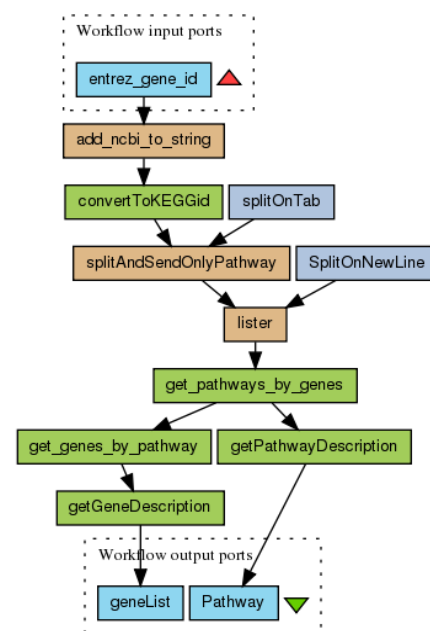 Workflow input ports
entrez_gene_id
add_ncbi_to_string
convertToKEGGid
splitOnTab
splitAndSendOnlyPathway
SplitOnNewLine
lister
get_pathways_by_genes
get_genes_by_pathway
getPathwayDescription
getGeneDescription
Workflow output ports
geneList
Pathway